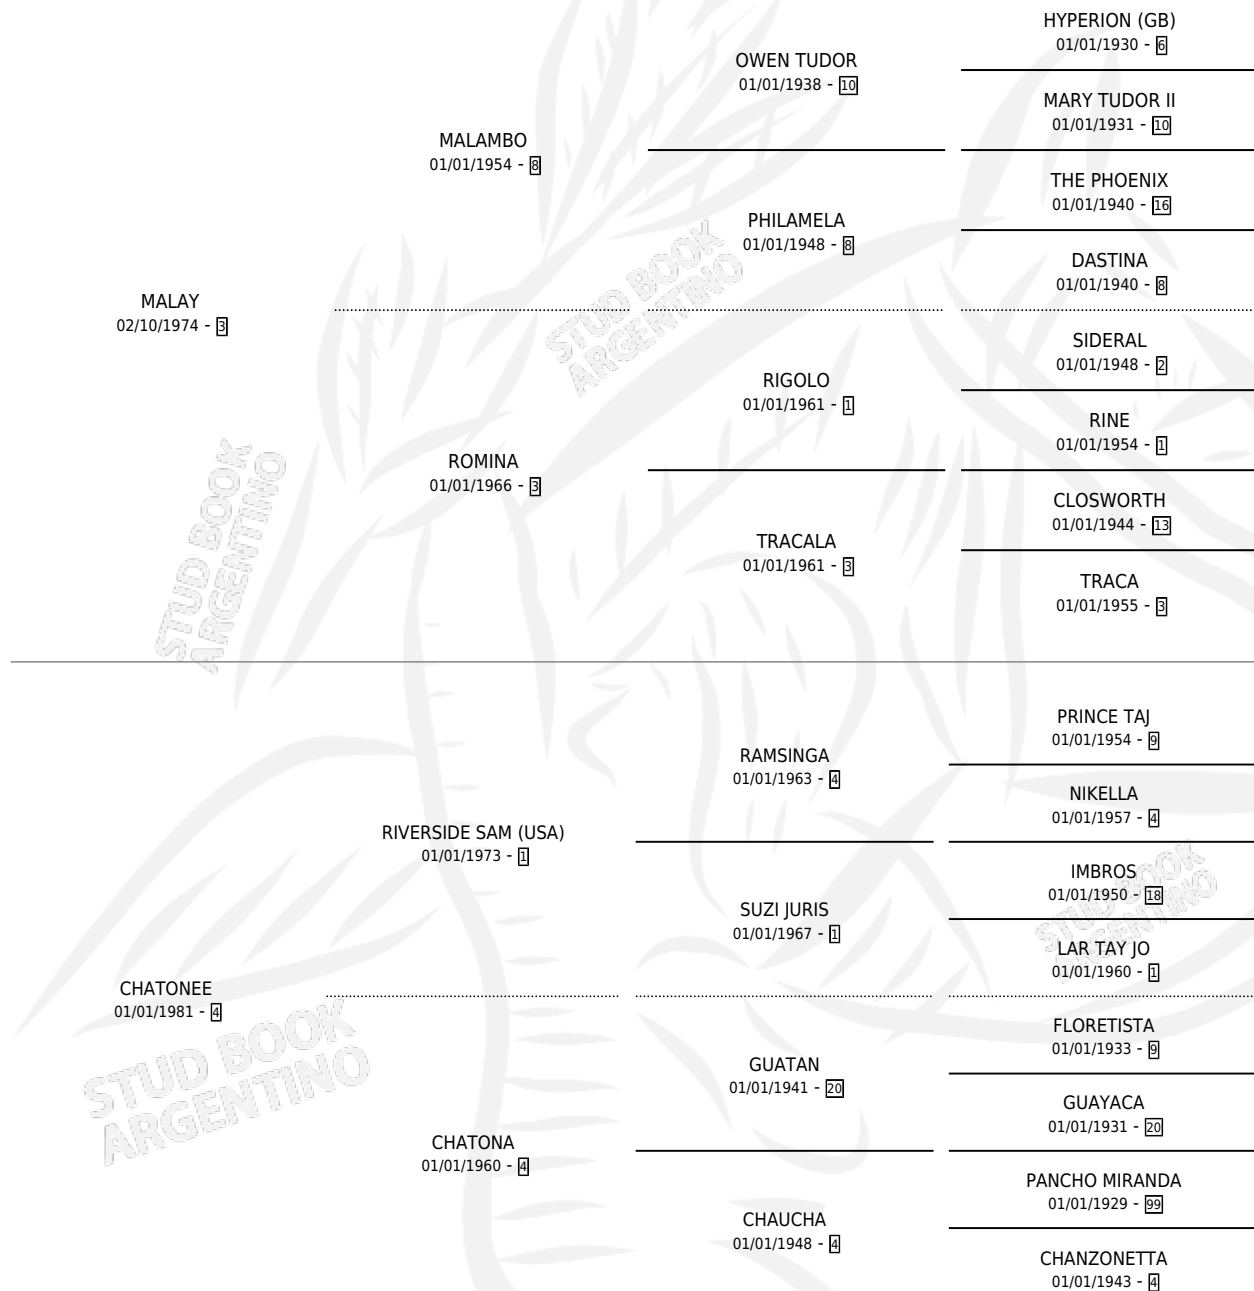 HYPERION (GB)
01/01/1930 - 6
OWEN TUDOR
01/01/1938 - 10
MARY TUDOR II
01/01/1931 - 10
MALAMBO
01/01/1954 - 8
THE PHOENIX
01/01/1940 - 16
PHILAMELA
01/01/1948 - 8
DASTINA
01/01/1940 - 8
MALAY
02/10/1974 - 3
SIDERAL
01/01/1948 - 2
RIGOLO
01/01/1961 - 1
RINE
01/01/1954 - 1
ROMINA
01/01/1966 - 3
CLOSWORTH
01/01/1944 - 13
TRACALA
01/01/1961 - 3
TRACA
01/01/1955 - 3
PRINCE TAJ
01/01/1954 - 9
RAMSINGA
01/01/1963 - 4
NIKELLA
01/01/1957 - 4
RIVERSIDE SAM (USA)
01/01/1973 - 1
IMBROS
01/01/1950 - 18
SUZI JURIS
01/01/1967 - 1
LAR TAY JO
01/01/1960 - 1
CHATONEE
01/01/1981 - 4
FLORETISTA
01/01/1933 - 9
GUATAN
01/01/1941 - 20
GUAYACA
01/01/1931 - 20
CHATONA
01/01/1960 - 4
PANCHO MIRANDA
01/01/1929 - 99
CHAUCHA
01/01/1948 - 4
CHANZONETTA
01/01/1943 - 4
STUD BOOK
ARGENTINO
STUD BOOK
ARGENTINO
STUD BOOK
ARGENTINO
STUD BOOK
ARGENTINO